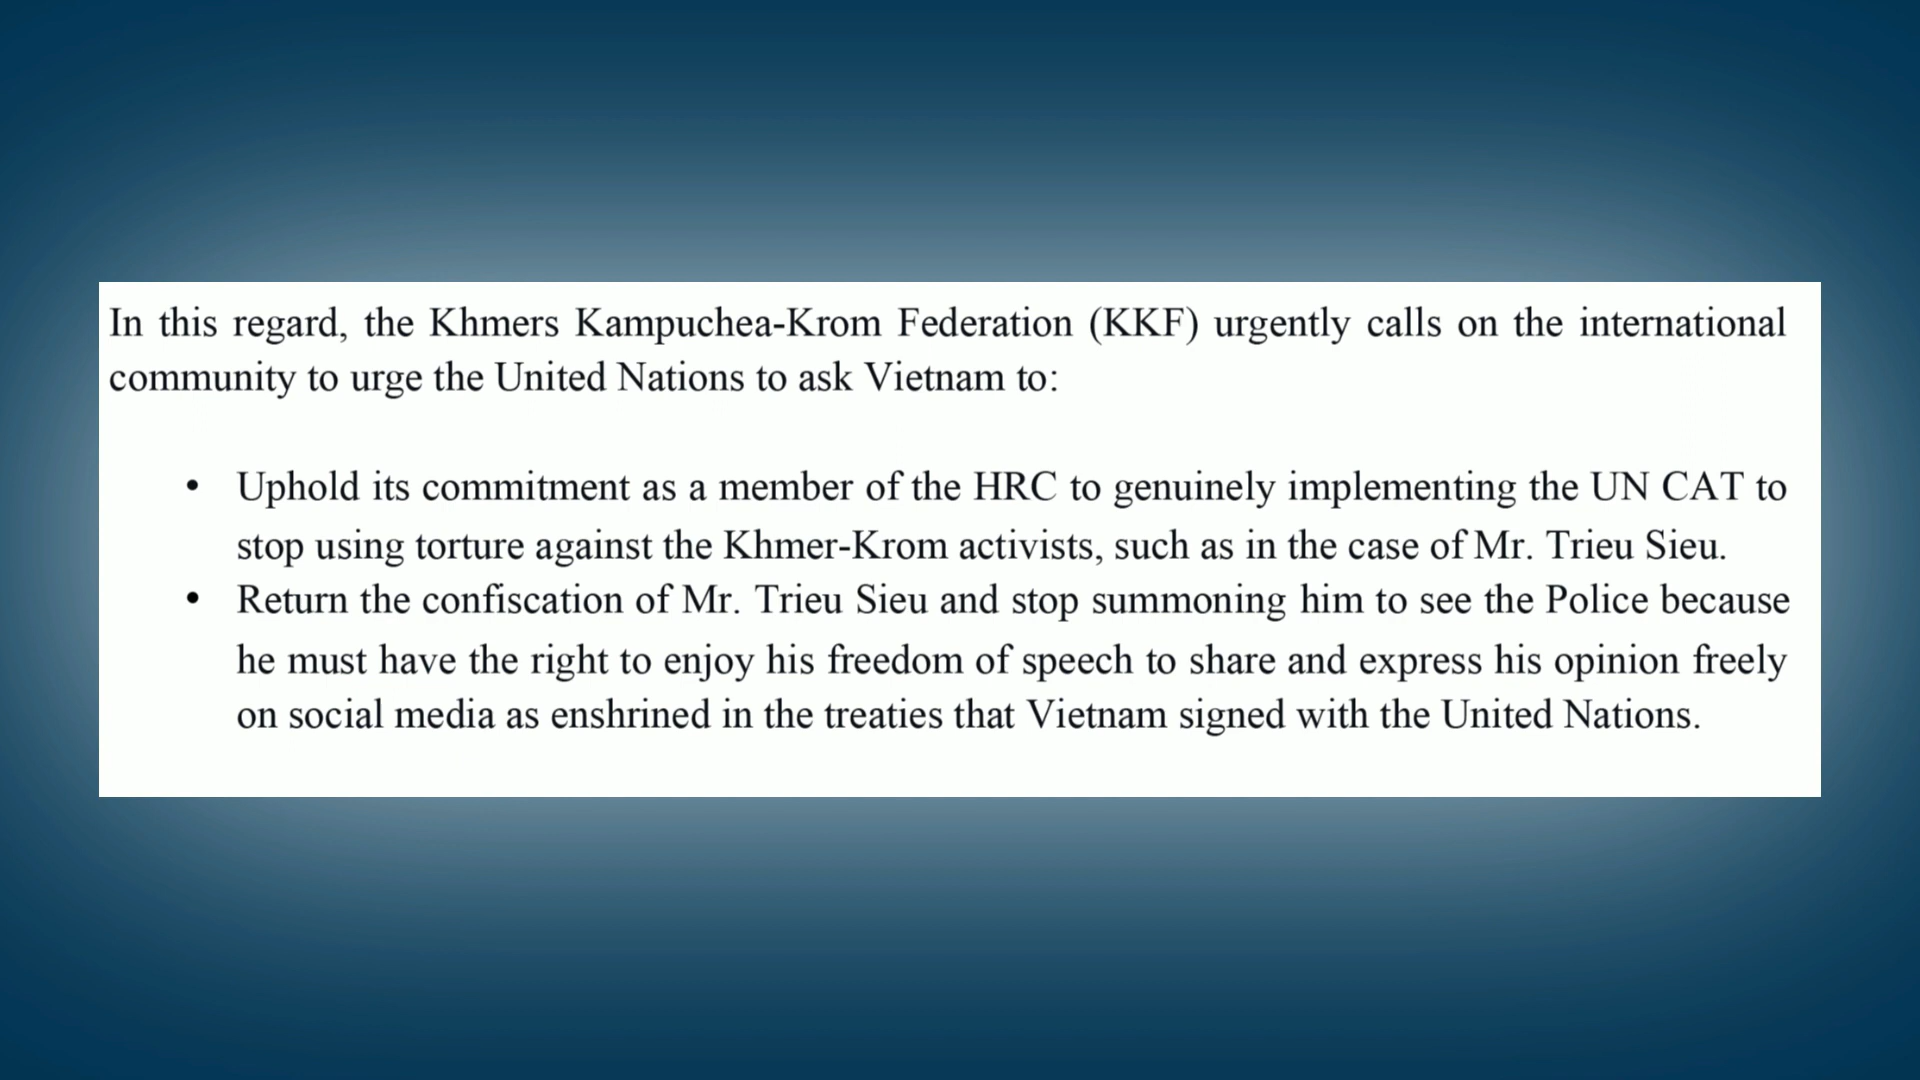 In this regard, the Khmers Kampuchea-Krom Federation (KKF) urgently calls on the international
community to urge the United Nations to ask Vietnam to:
• Uphold its commitment as a member of the HRC to genuinely implementing the UN CAT to
stop using torture against the Khmer-Krom activists, such as in the case of Mr. Trieu Sieu.
• Return the confiscation of Mr. Trieu Sieu and stop summoning him to see the Police because
he must have the right to enjoy his freedom of speech to share and express his opinion freely
on social media as enshrined in the treaties that Vietnam signed with the United Nations.